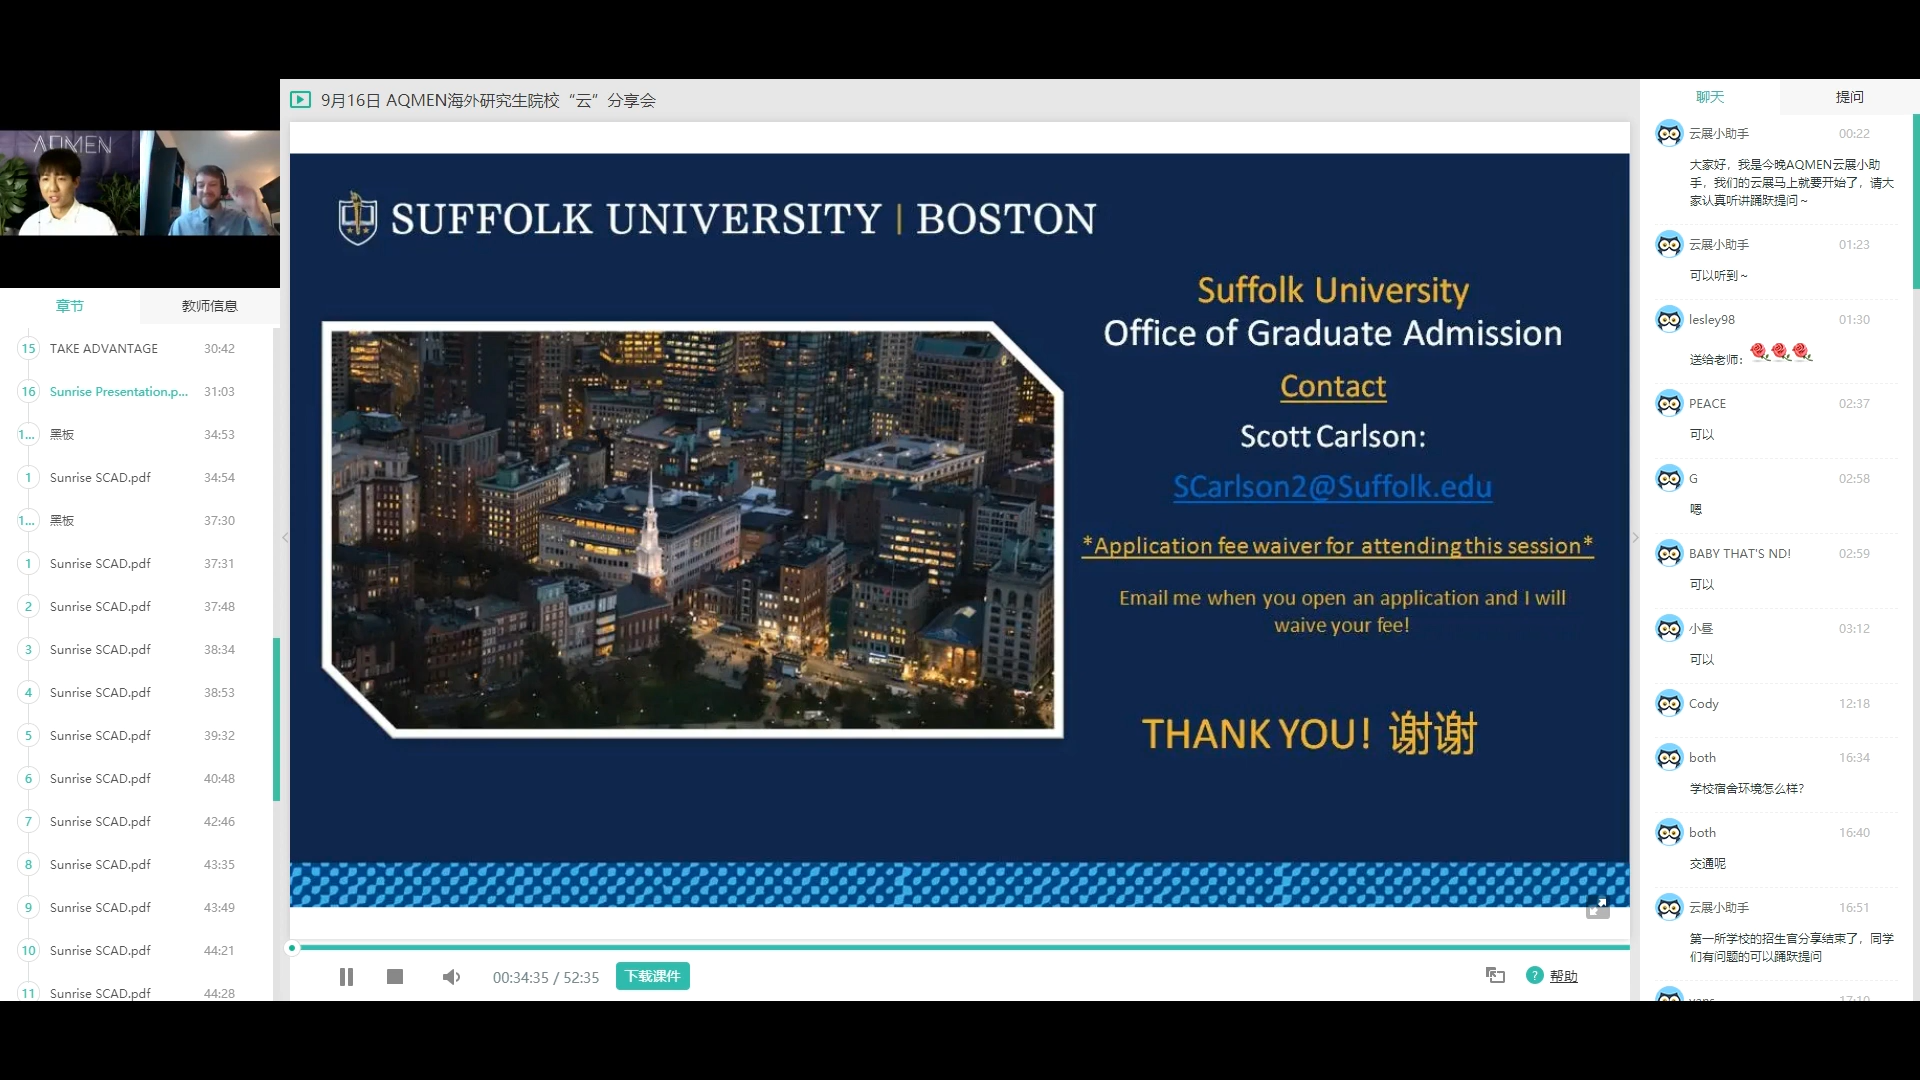 9月16日 AQMEN海外研究生院校“云”分享会
AQMEN
章节
教师信息
15 TAKE ADVANTAGE 30:42
16 Sunrise Presentation.p... 31:03
1... 黑板 34:53
1 Sunrise SCAD.pdf 34:54
1... 黑板 37:30
1 Sunrise SCAD.pdf 37:31
2 Sunrise SCAD.pdf 37:48
3 Sunrise SCAD.pdf 38:34
4 Sunrise SCAD.pdf 38:53
5 Sunrise SCAD.pdf 39:32
6 Sunrise SCAD.pdf 40:48
7 Sunrise SCAD.pdf 42:46
8 Sunrise SCAD.pdf 43:35
9 Sunrise SCAD.pdf 43:49
10 Sunrise SCAD.pdf 44:21
11 Sunrise SCAD.pdf 44:28
SUFFOLK UNIVERSITY | BOSTON
Suffolk University
Office of Graduate Admission
Contact
Scott Carlson:
SCarlson2@Suffolk.edu
*Application fee waiver for attending this session*
Email me when you open an application and I will
waive your fee!
THANK YOU! 谢谢
00:34:35 / 52:35
下载课件
? 帮助
聊天
提问
云展小助手 00:22
大家好，我是今晚AQMEN云展小助
手，我们的云展马上就要开始了，请大
家认真听讲踊跃提问～
云展小助手 01:23
可以听到～
lesley98 01:30
送给老师：
PEACE 02:37
可以
G 02:58
嗯
BABY THAT'S ND! 02:59
可以
小昼 03:12
可以
Cody 12:18
both 16:34
学校宿舍环境怎么样?
both 16:40
交通呢
云展小助手 16:51
第一所学校的招生官分享结束了，同学
们有问题的可以踊跃提问
17:10